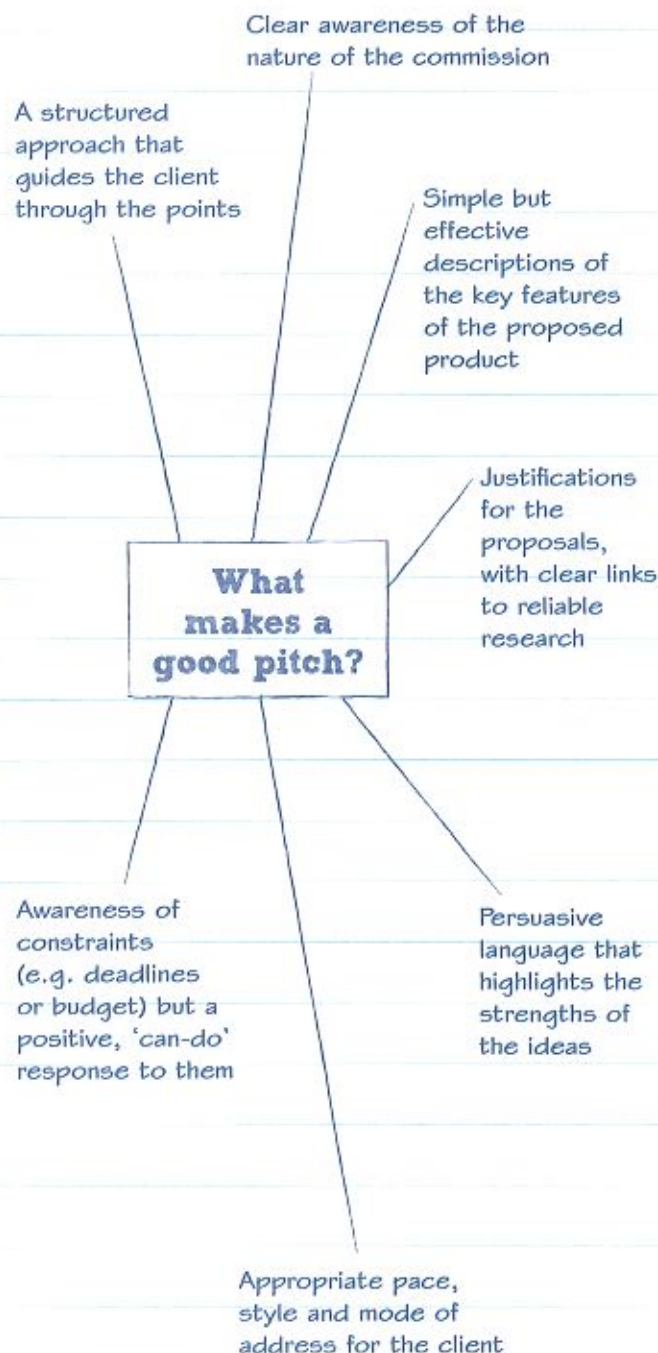 Clear awareness of the
nature of the commission
A structured
approach that
guides the client
through the points
Simple but
effective
descriptions of
the key features
of the proposed
product
Justifications
for the
proposals,
with clear links
to reliable
research
What
makes a
good pitch?
Awareness of
constraints
(e.g. deadlines
or budget) but a
positive, ‘can-do’
response to them
Persuasive
language that
highlights the
strengths of
the ideas
Appropriate pace,
style and mode of
address for the client